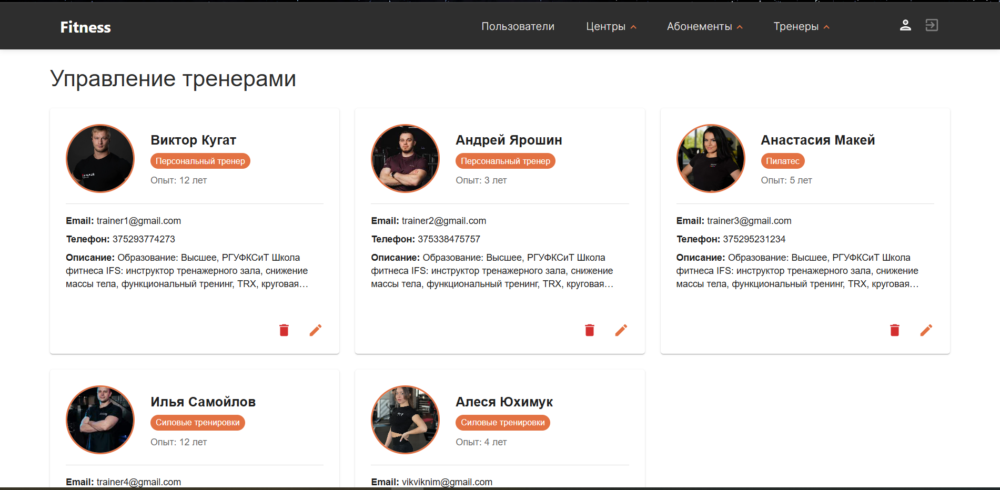 Fitness
Пользователи
Центры
Абонементы
Тренеры
Управление тренерами
Виктор Кугат
Персональный тренер
Опыт: 12 лет
Email: trainer1@gmail.com
Телефон: 375293774273
Описание: Образование: Высшее, РГУФКСиТ Школа
фитнеса IFS: инструктор тренажерного зала, снижение
массы тела, функциональный тренинг, TRX, круговая…
Андрей Ярошин
Персональный тренер
Опыт: 3 лет
Email: trainer2@gmail.com
Телефон: 375338475757
Описание: Образование: Высшее, РГУФКСиТ Школа
фитнеса IFS: инструктор тренажерного зала, снижение
массы тела, функциональный тренинг, TRX, круговая…
Анастасия Макей
Пилатес
Опыт: 5 лет
Email: trainer3@gmail.com
Телефон: 375295231234
Описание: Образование: Высшее, РГУФКСиТ Школа
фитнеса IFS: инструктор тренажерного зала, снижение
массы тела, функциональный тренинг, TRX, круговая…
Илья Самойлов
Силовые тренировки
Опыт: 12 лет
Email: trainer4@gmail.com
Алеся Юхимук
Силовые тренировки
Опыт: 4 лет
Email: vikviknim@gmail.com